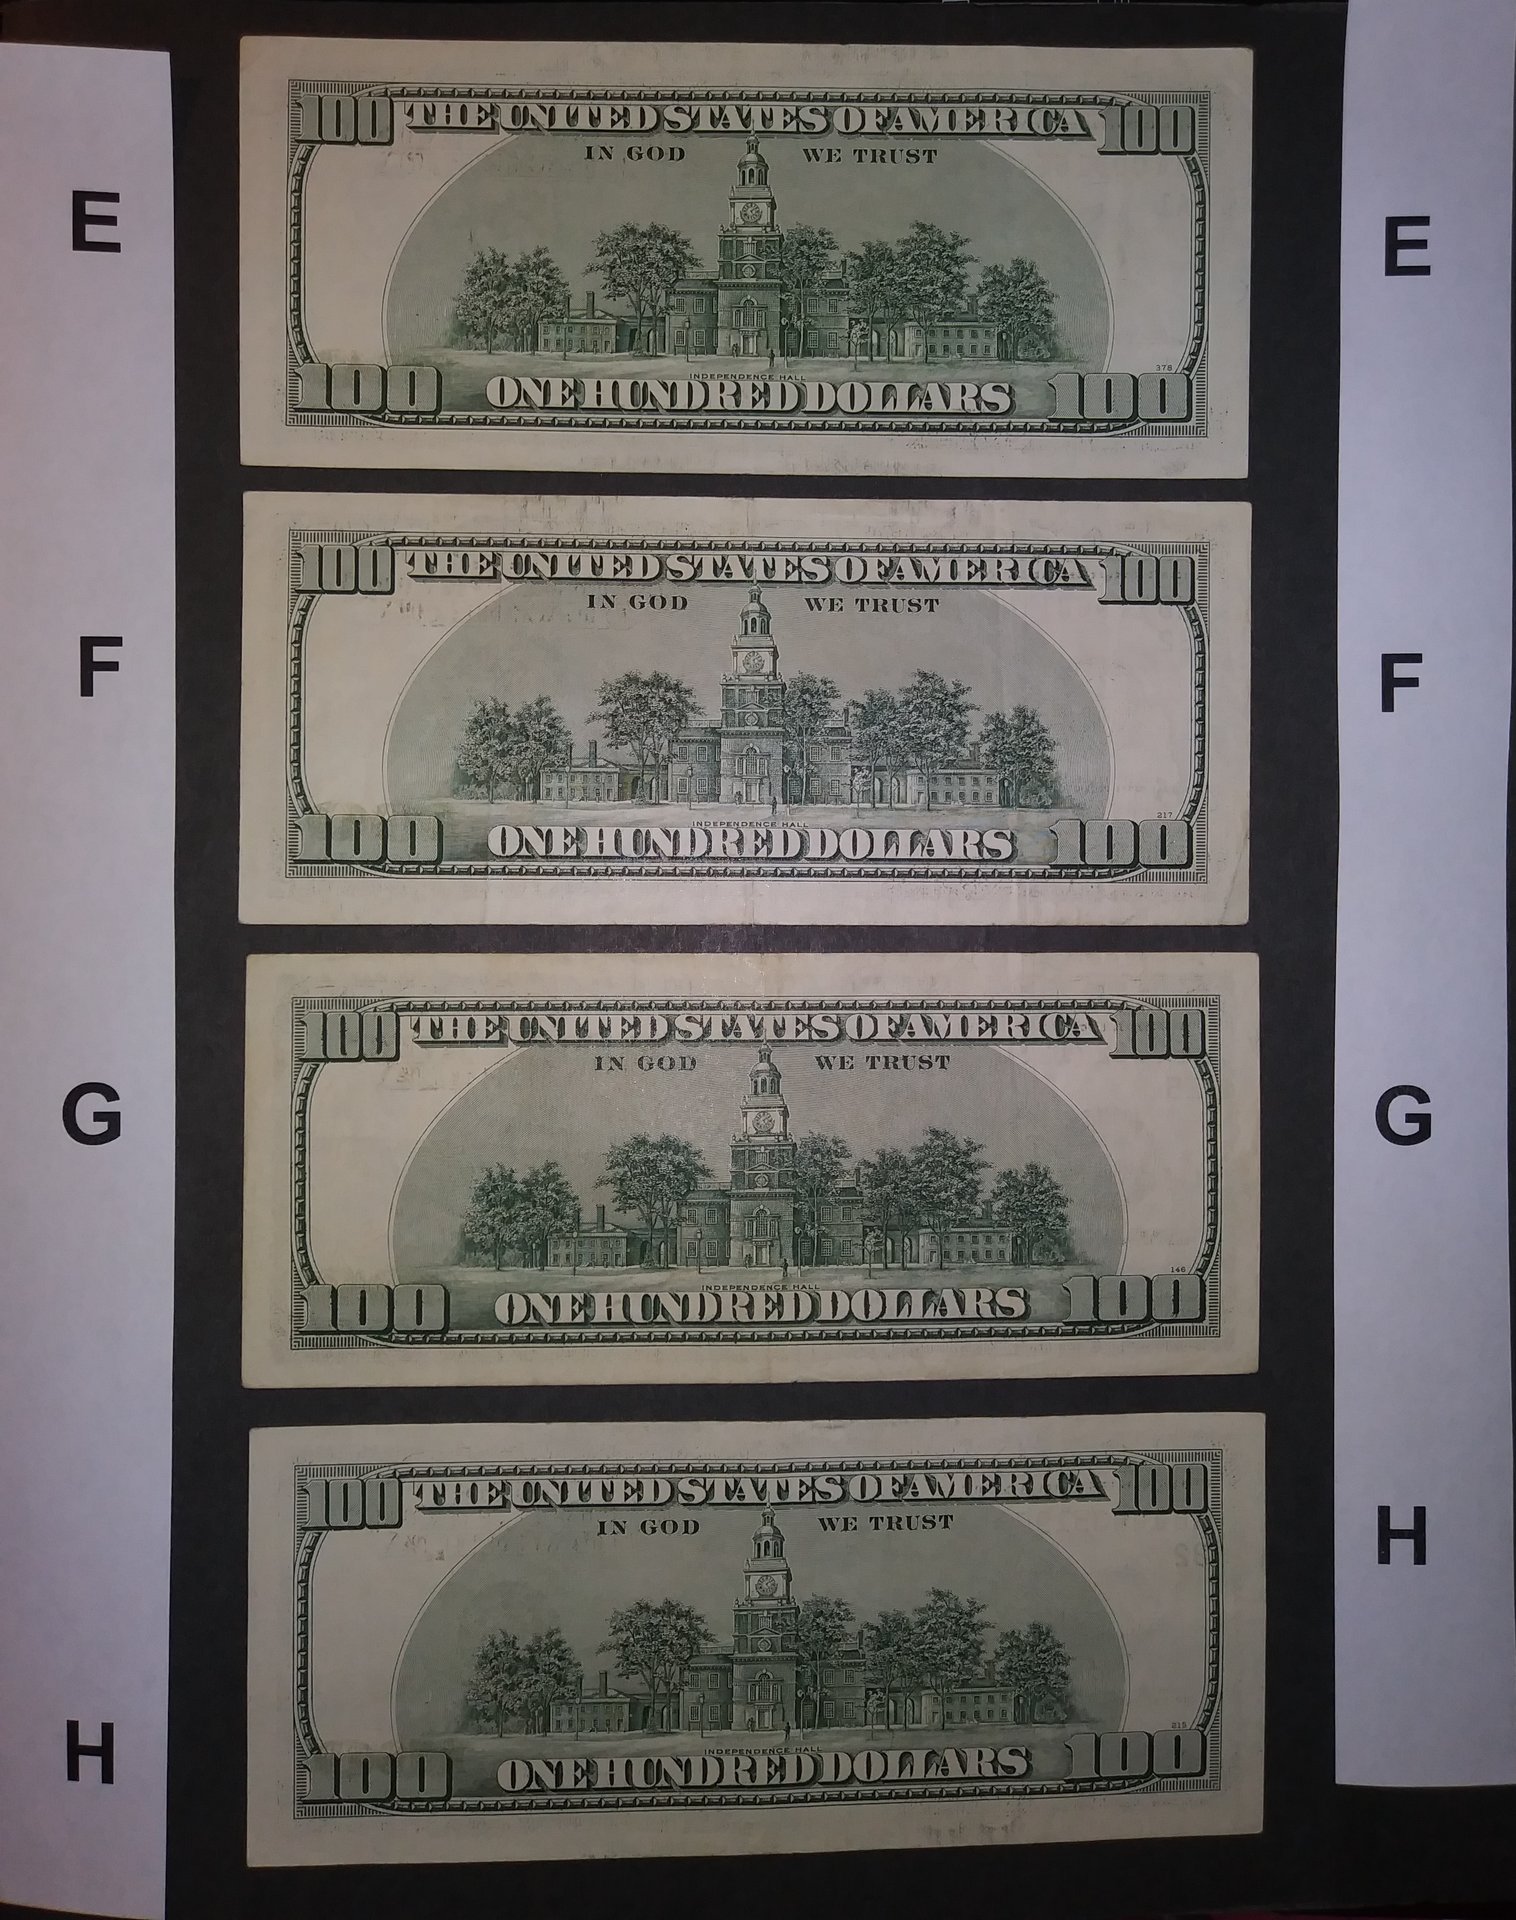 100 THE UNITED STATES OF AMERICA 100
IN GOD WE TRUST
E E
378
INDEPENDENCE HALL
100 ONE HUNDRED DOLLARS 100
100 THE UNITED STATES OF AMERICA 100
IN GOD WE TRUST
F F
217
INDEPENDENCE HALL
100 ONE HUNDRED DOLLARS 100
100 THE UNITED STATES OF AMERICA 100
IN GOD WE TRUST
G G
146
INDEPENDENCE HALL
100 ONE HUNDRED DOLLARS 100
100 THE UNITED STATES OF AMERICA 100
IN GOD WE TRUST
H H
215
INDEPENDENCE HALL
100 ONE HUNDRED DOLLARS 100